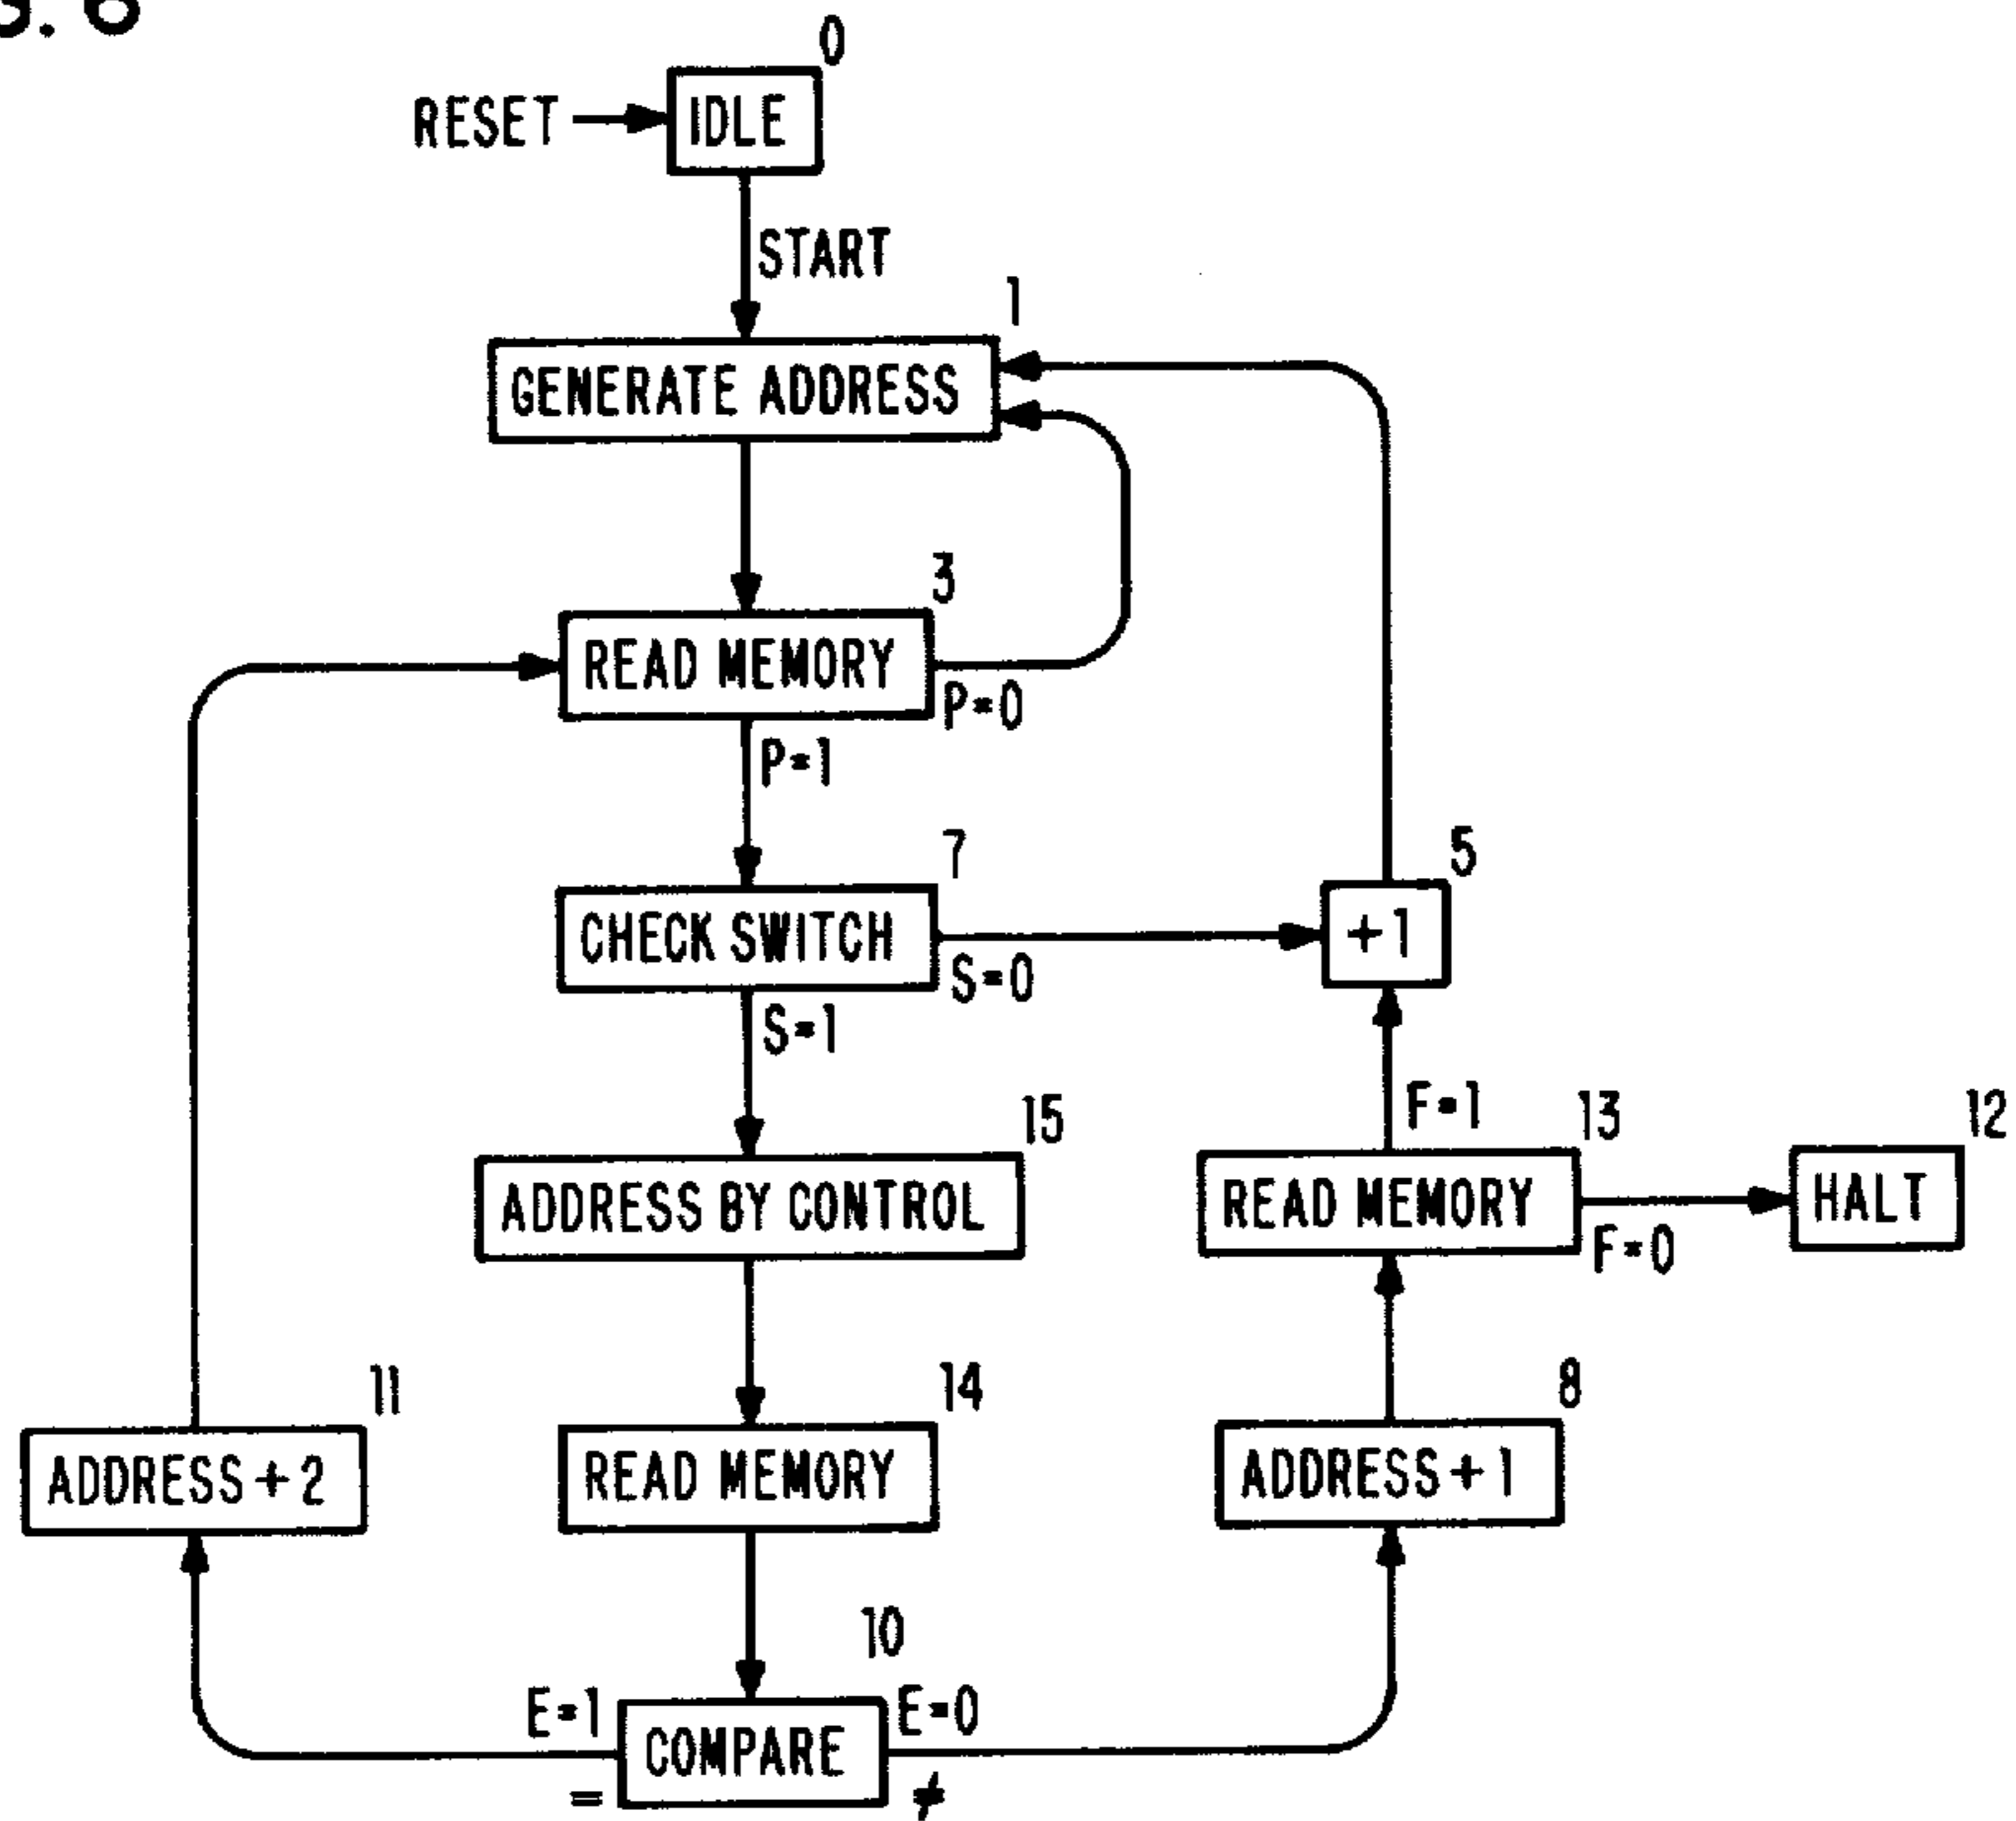 . 6
0
RESET
IDLE
START
1
GENERATE ADDRESS
3
READ MEMORY
P=0
P=1
7
5
CHECK SWITCH
+1
S=0
S=1
15
F=1
13
12
ADDRESS BY CONTROL
READ MEMORY
HALT
F=0
11
14
8
ADDRESS+2
READ MEMORY
ADDRESS+1
10
E=1
E=0
COMPARE
=
≠